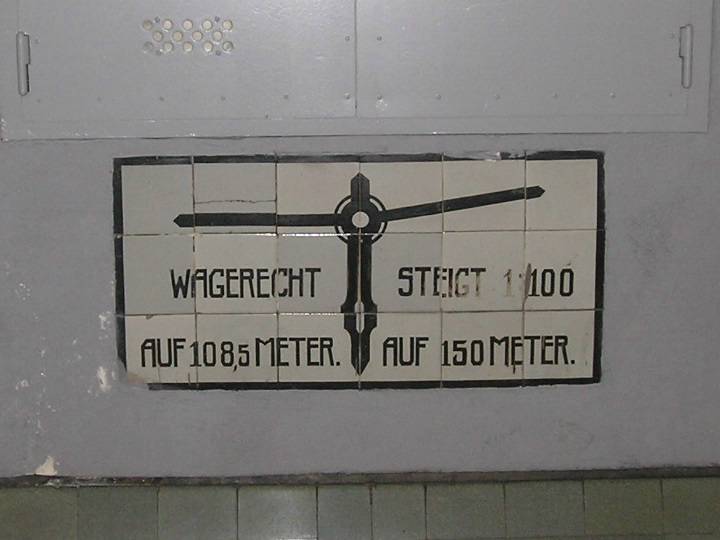 WAGERECHT
AUF 108,5 METER.
STEIGT 1:100
AUF 150 METER.